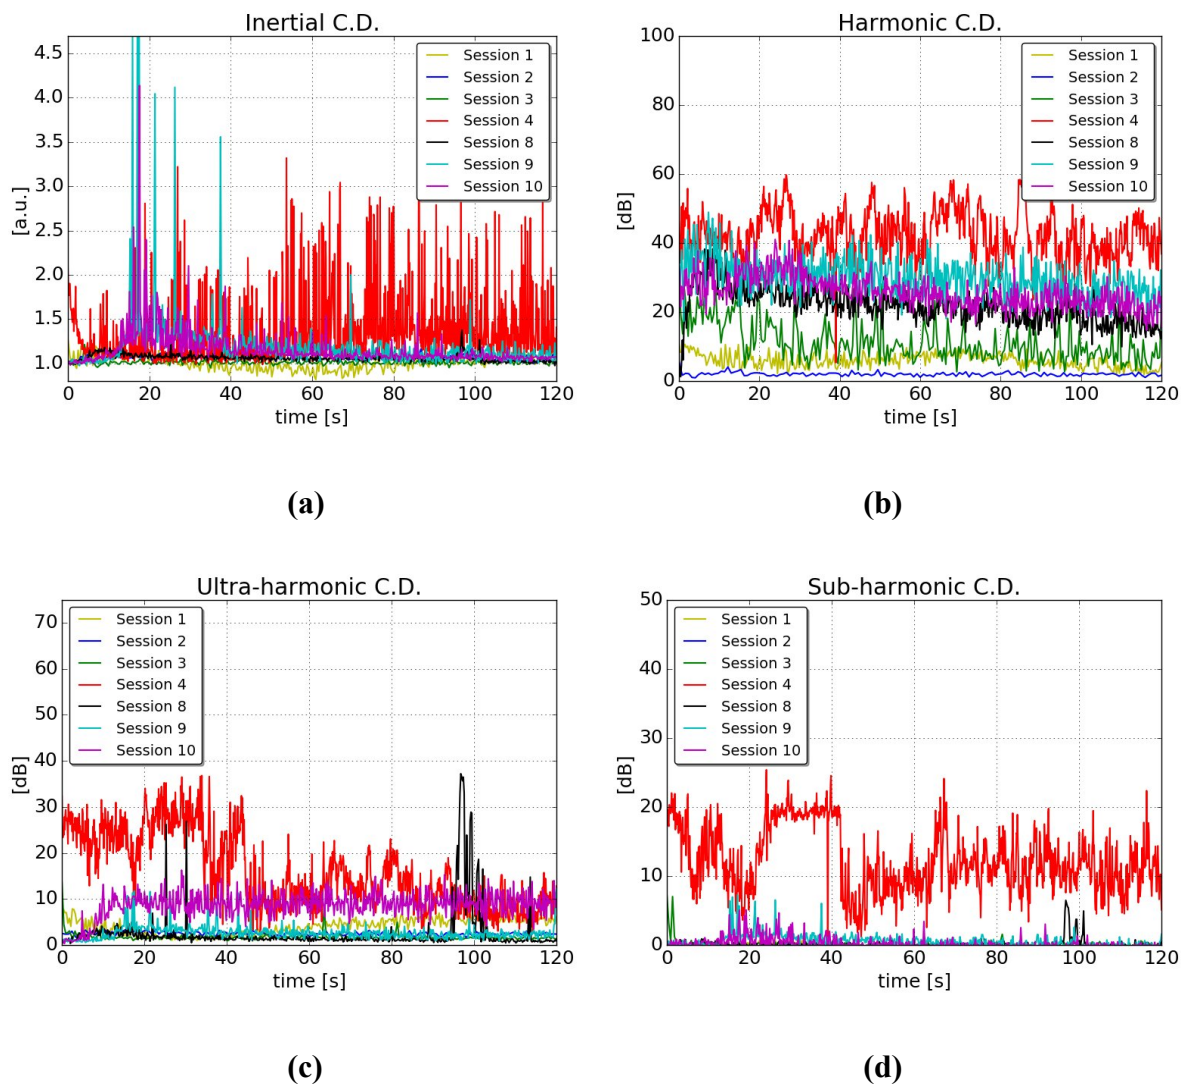 Inertial C.D.
4.5
4.0
3.5
3.0
2.5
2.0
1.5
1.0
[a.u.]
0 20 40 60 80 100 120
time [s]
Session 1
Session 2
Session 3
Session 4
Session 8
Session 9
Session 10
(a)
Harmonic C.D.
100
80
60
40
20
0
[dB]
0 20 40 60 80 100 120
time [s]
Session 1
Session 2
Session 3
Session 4
Session 8
Session 9
Session 10
(b)
Ultra-harmonic C.D.
70
60
50
40
30
20
10
0
[dB]
0 20 40 60 80 100 120
time [s]
Session 1
Session 2
Session 3
Session 4
Session 8
Session 9
Session 10
(c)
Sub-harmonic C.D.
50
40
30
20
10
0
[dB]
0 20 40 60 80 100 120
time [s]
Session 1
Session 2
Session 3
Session 4
Session 8
Session 9
Session 10
(d)